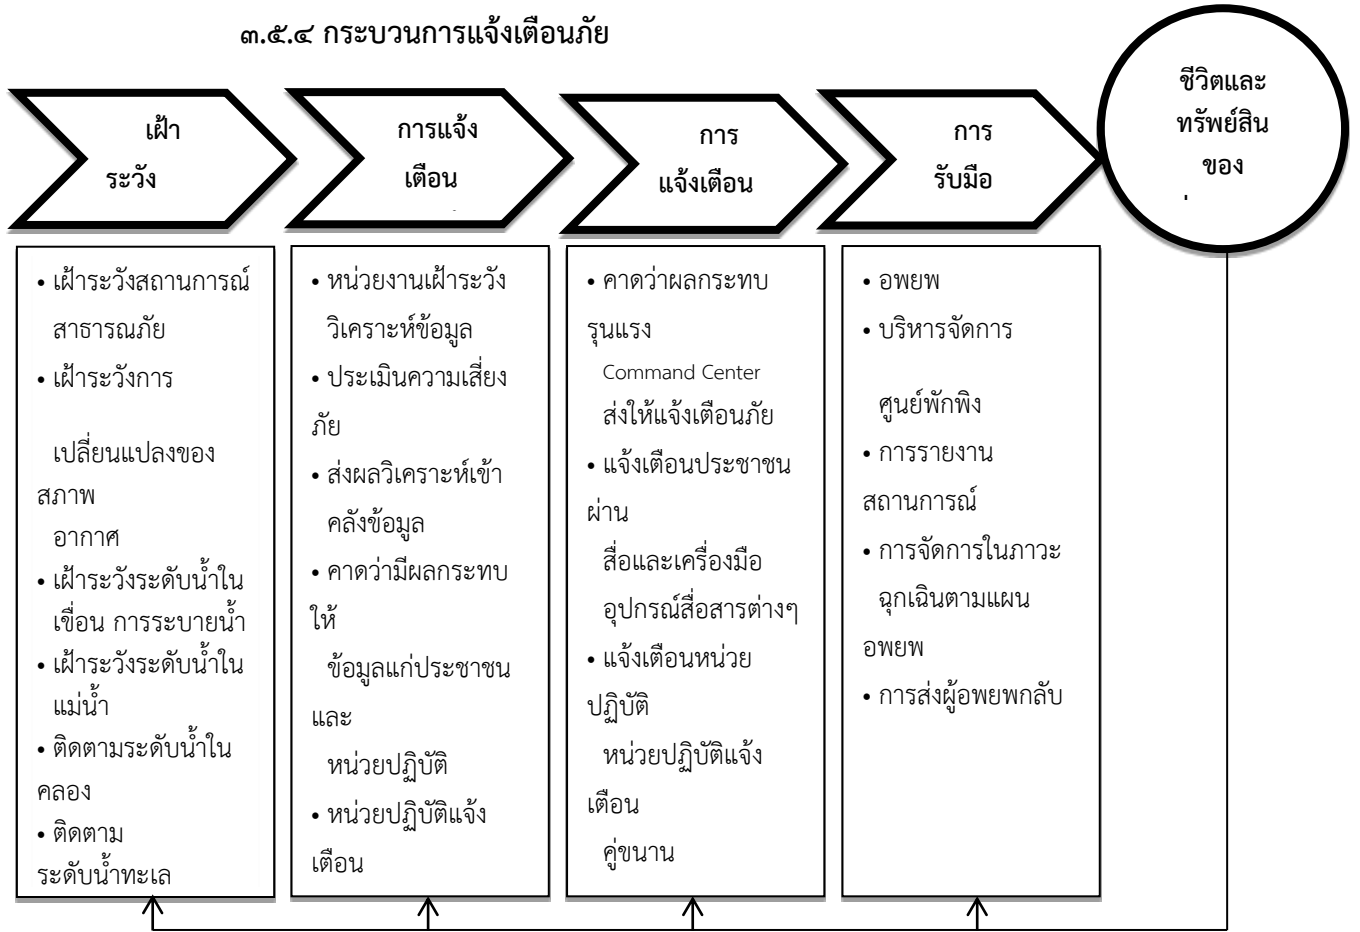 ๓.๕.๔ กระบวนการแจ้งเตือนภัย
เฝ้า
ระวัง
การแจ้ง
เตือน
การ
แจ้งเตือน
การ
รับมือ
ชีวิตและ
ทรัพย์สิน
ของ
• เฝ้าระวังสถานการณ์
สาธารณภัย
• เฝ้าระวังการ
เปลี่ยนแปลงของ
สภาพ
อากาศ
• เฝ้าระวังระดับน้ำใน
เขื่อน การระบายน้ำ
• เฝ้าระวังระดับน้ำใน
แม่น้ำ
• ติดตามระดับน้ำใน
คลอง
• ติดตาม
ระดับน้ำทะเล
• หน่วยงานเฝ้าระวัง
วิเคราะห์ข้อมูล
• ประเมินความเสี่ยง
ภัย
• ส่งผลวิเคราะห์เข้า
คลังข้อมูล
• คาดว่ามีผลกระทบ
ให้
ข้อมูลแก่ประชาชน
และ
หน่วยปฏิบัติ
• หน่วยปฏิบัติแจ้ง
เตือน
• คาดว่าผลกระทบ
รุนแรง
Command Center
ส่งให้แจ้งเตือนภัย
• แจ้งเตือนประชาชน
ผ่าน
สื่อและเครื่องมือ
อุปกรณ์สื่อสารต่างๆ
• แจ้งเตือนหน่วย
ปฏิบัติ
หน่วยปฏิบัติแจ้ง
เตือน
คู่ขนาน
• อพยพ
• บริหารจัดการ
ศูนย์พักพิง
• การรายงาน
สถานการณ์
• การจัดการในภาวะ
ฉุกเฉินตามแผน
อพยพ
• การส่งผู้อพยพกลับ